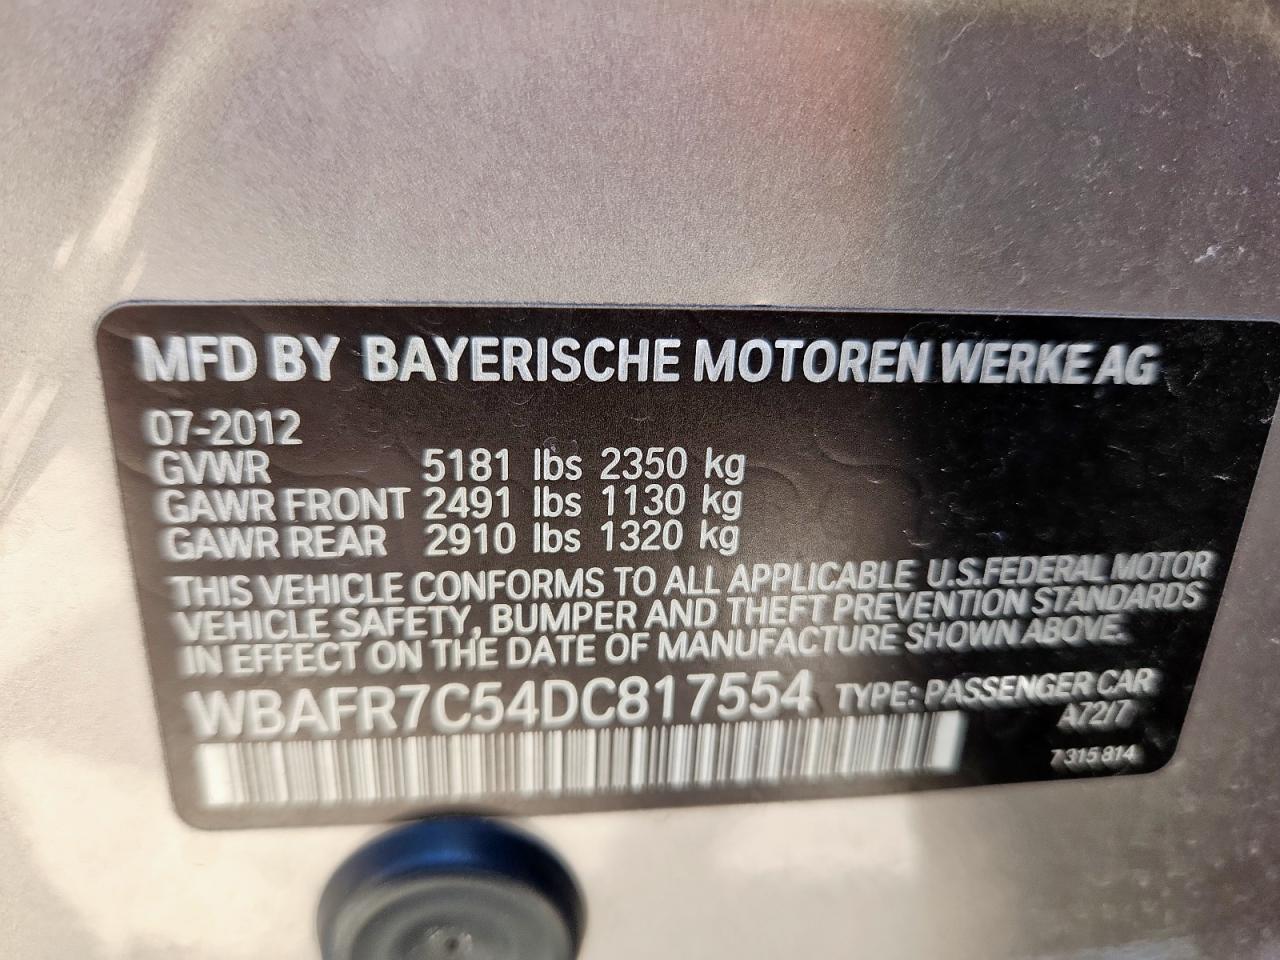 MFD BY BAYERISCHE MOTOREN WERKE AG
07-2012
GVWR 5181 lbs 2350 kg
GAWR FRONT 2491 lbs 1130 kg
GAWR REAR 2910 lbs 1320 kg
THIS VEHICLE CONFORMS TO ALL APPLICABLE U.S.FEDERAL MOTOR
VEHICLE SAFETY, BUMPER AND THEFT PREVENTION STANDARDS
IN EFFECT ON THE DATE OF MANUFACTURE SHOWN ABOVE.
WBAFR7C54DC817554 TYPE: PASSENGER CAR
A72/7
7 315 814